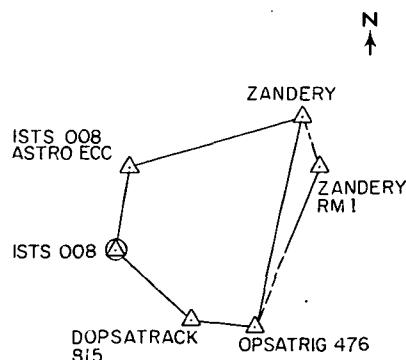 N
ZANDERY
ISTS 008
ASTRO ECC
ZANDERY
RM 1
ISTS 008
DOPSATRACK
815
OPSATRIG 476